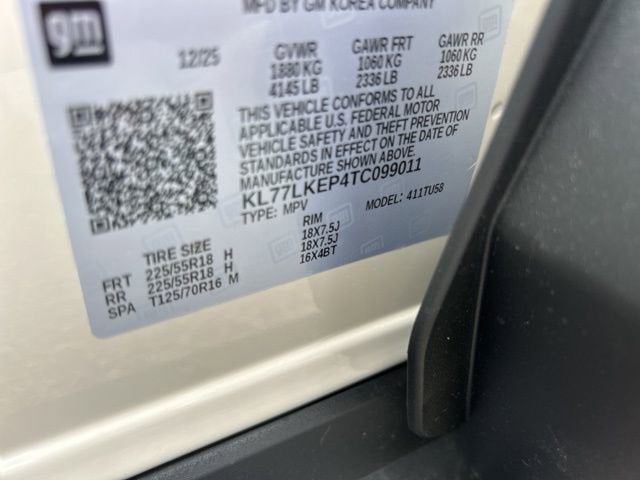 MFD BY GM KOREA COMPANY
gm
12/25
GVWR GAWR FRT GAWR RR
1880 KG 1060 KG 1060 KG
4145 LB 2336 LB 2336 LB
THIS VEHICLE CONFORMS TO ALL
APPLICABLE U.S. FEDERAL MOTOR
VEHICLE SAFETY AND THEFT PREVENTION
STANDARDS IN EFFECT ON THE DATE OF
MANUFACTURE SHOWN ABOVE.
KL77LKEP4TC099011
TYPE: MPV MODEL: 411TU58
TIRE SIZE RIM
FRT 225/55R18 H 18X7.5J
RR 225/55R18 H 18X7.5J
SPA T125/70R16 M 16X4BT